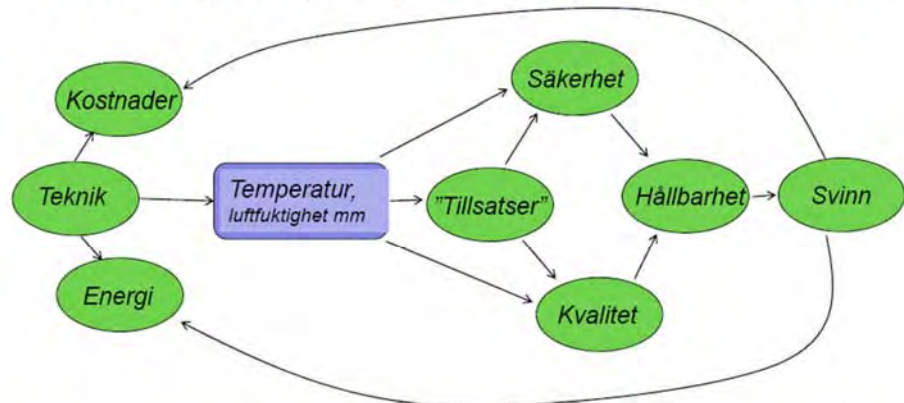 Kostnader
Teknik
Energi
Temperatur,
luftfuktighet mm
Säkerhet
”Tillsatser”
Kvalitet
Hållbarhet
Svinn